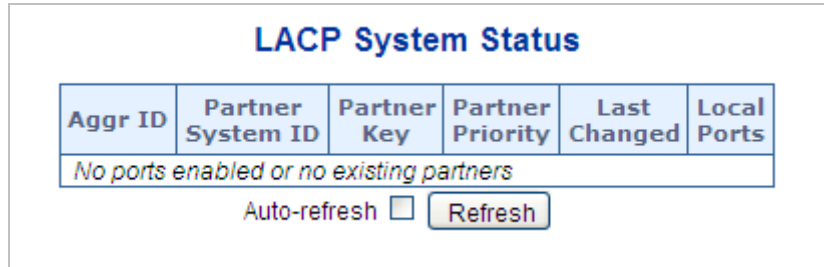 LACP System Status
Aggr ID Partner System ID Partner Key Partner Priority Last Changed Local Ports
No ports enabled or no existing partners
Auto-refresh Refresh